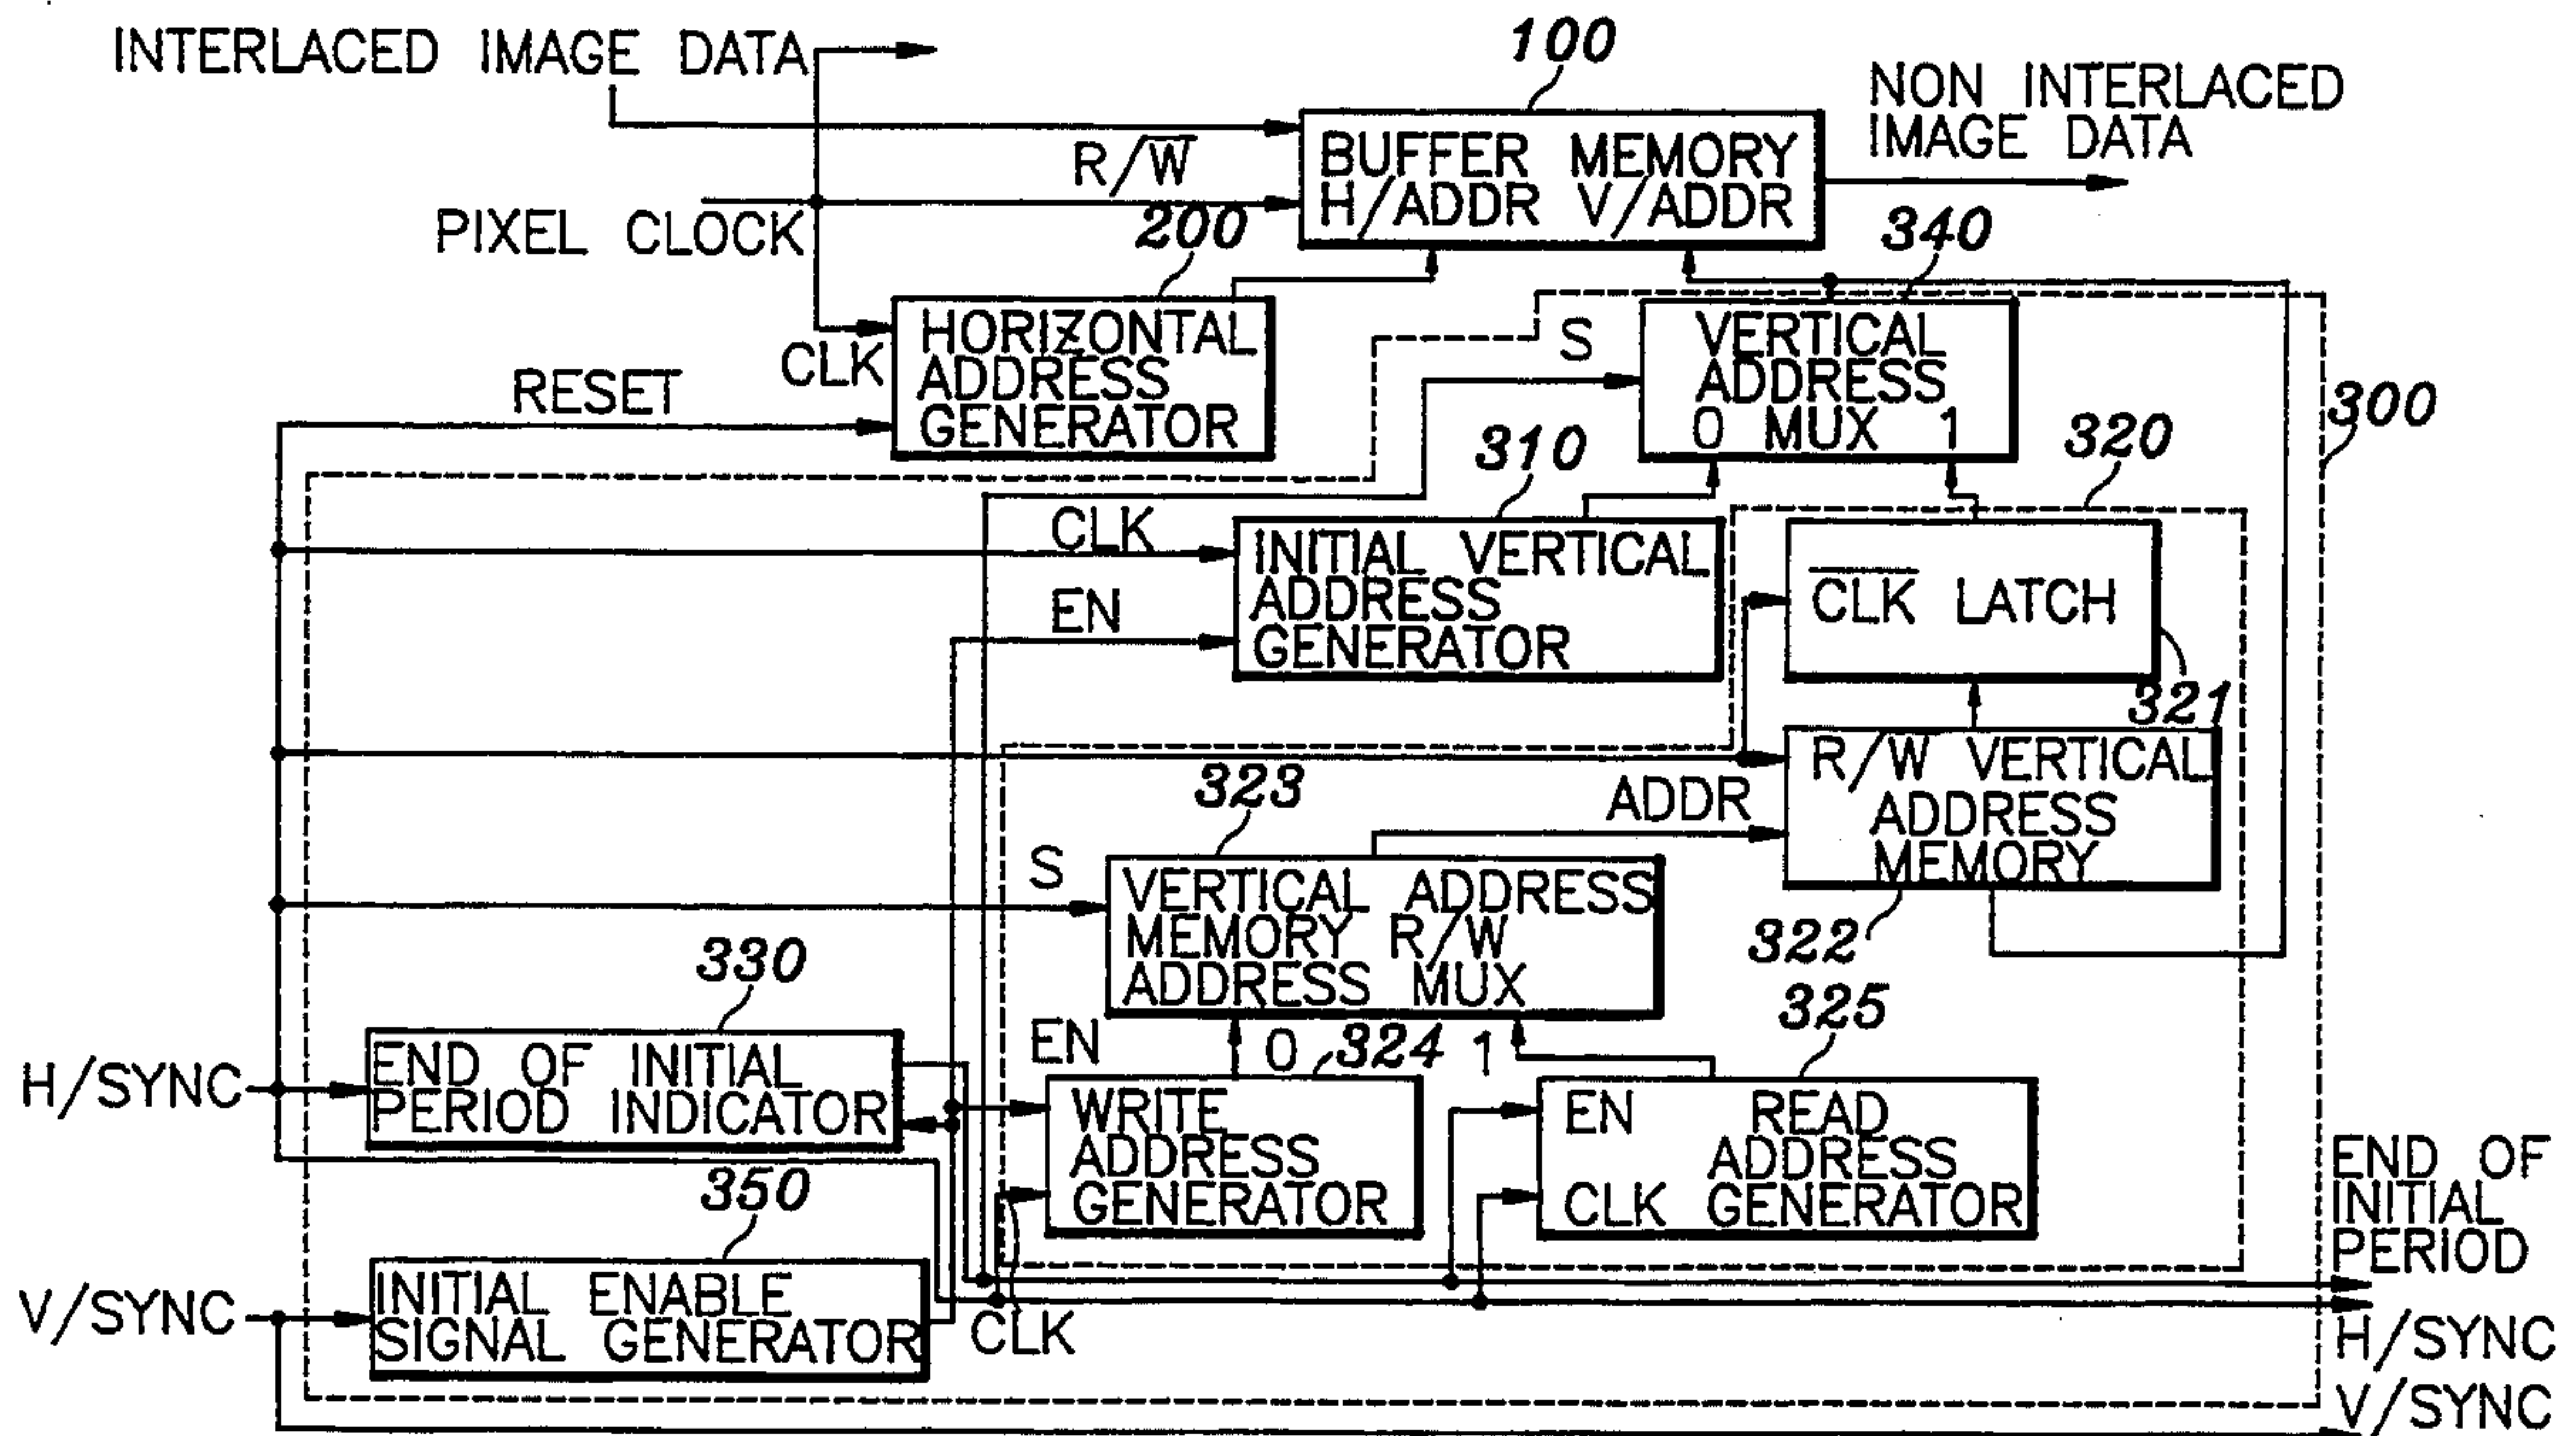 INTERLACED IMAGE DATA
100
NON INTERLACED
IMAGE DATA
R/W̅
BUFFER MEMORY
H/ADDR V/ADDR
PIXEL CLOCK
200
340
HORIZONTAL
ADDRESS
GENERATOR
CLK
RESET
S
VERTICAL
ADDRESS
0 MUX 1
300
310
320
CLK
INITIAL VERTICAL
ADDRESS
GENERATOR
EN
C̅L̅K̅ LATCH
321
323
ADDR
R/W VERTICAL
ADDRESS
MEMORY
S
VERTICAL ADDRESS
MEMORY R/W
ADDRESS MUX
322
330
325
EN
0
324
1
H/SYNC
END OF INITIAL
PERIOD INDICATOR
WRITE
ADDRESS
GENERATOR
EN READ
ADDRESS
CLK GENERATOR
END OF
INITIAL
PERIOD
350
V/SYNC
INITIAL ENABLE
SIGNAL GENERATOR
CLK
H/SYNC
V/SYNC